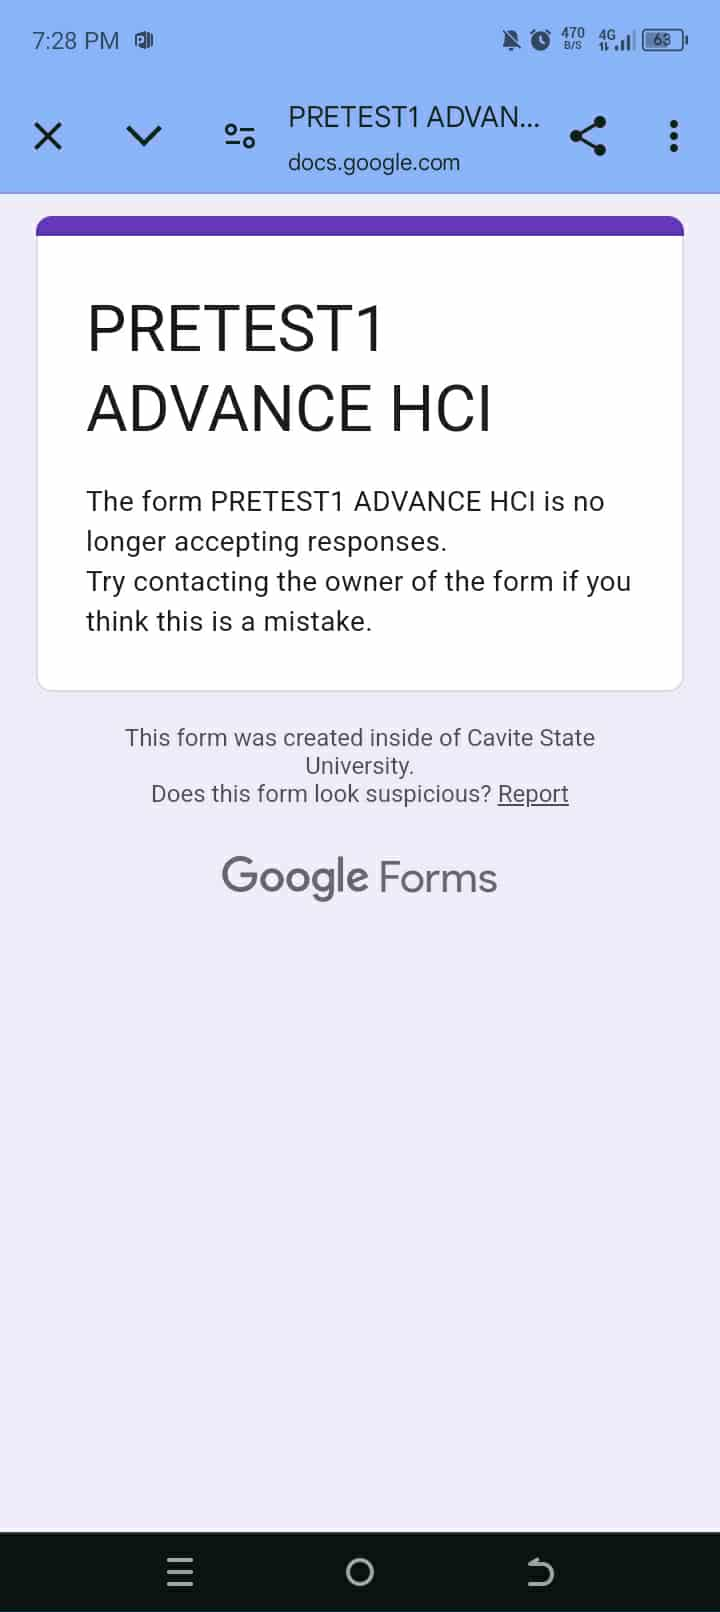 7:28 PM
470
B/S
4G
63
PRETEST1 ADVAN...
docs.google.com
PRETEST1
ADVANCE HCI
The form PRETEST1 ADVANCE HCI is no
longer accepting responses.
Try contacting the owner of the form if you
think this is a mistake.
This form was created inside of Cavite State
University.
Does this form look suspicious? Report
Google Forms